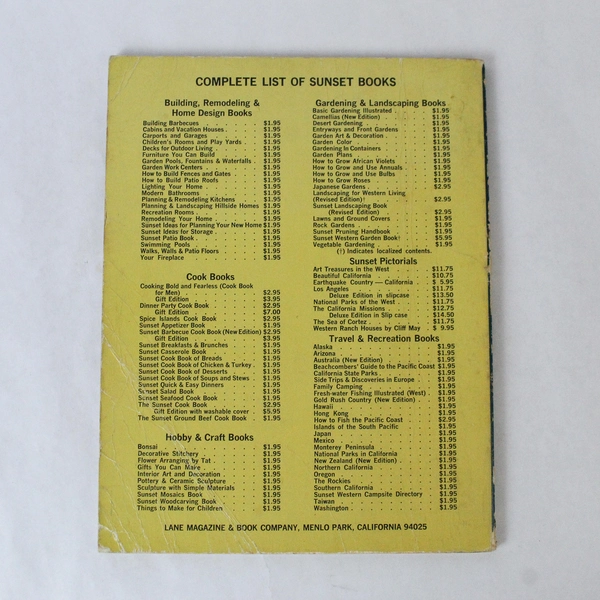 COMPLETE LIST OF SUNSET BOOKS
Building, Remodeling &
Home Design Books
Building Barbecues $1.95
Cabins and Vacation Houses $1.95
Carports and Garages $1.95
Children's Rooms and Play Yards $1.95
Decks for Outdoor Living $1.95
Furniture You Can Build $1.95
Garden Pools, Fountains & Waterfalls $1.95
Garden Work Centers $1.95
How to Build Fences and Gates $1.95
How to Build Patio Roofs $1.95
Lighting Your Home $1.95
Modern Bathrooms $1.95
Planning & Remodeling Kitchens $1.95
Planning & Landscaping Hillside Homes $1.95
Recreation Rooms $1.95
Remodeling Your Home $1.95
Sunset Ideas for Planning Your New Home $1.95
Sunset Ideas for Storage $1.95
Sunset Patio Book $1.95
Swimming Pools $1.95
Walks, Walls & Patio Floors $1.95
Your Fireplace $1.95
Cook Books
Cooking Bold and Fearless (Cook Book
for Men) $2.95
Gift Edition $3.95
Dinner Party Cook Book $2.95
Gift Edition $7.00
Spice Islands Cook Book $2.95
Sunset Appetizer Book $1.95
Sunset Barbecue Cook Book (New Edition) $2.95
Gift Edition $3.95
Sunset Breakfasts & Brunches $1.95
Sunset Casserole Book $1.95
Sunset Cook Book of Breads $1.95
Sunset Cook Book of Chicken & Turkey $1.95
Sunset Cook Book of Desserts $1.95
Sunset Cook Book of Soups and Stews $1.95
Sunset Quick & Easy Dinners $1.95
Sunset Salad Book $1.95
Sunset Seafood Cook Book $1.95
The Sunset Cook Book $2.95
Gift Edition with washable cover $5.95
The Sunset Ground Beef Cook Book $1.95
Hobby & Craft Books
Bonsai $1.95
Decorative Stitchery $1.95
Flower Arranging by Tat $1.95
Gifts You Can Make $1.95
Interior Art and Decoration $1.95
Pottery & Ceramic Sculpture $1.95
Sculpture with Simple Materials $1.95
Sunset Mosaics Book $1.95
Sunset Woodcarving Book $1.95
Things to Make for Children $1.95
Gardening & Landscaping Books
Basic Gardening Illustrated $1.95
Camellias (New Edition) $1.95
Desert Gardening $1.95
Entryways and Front Gardens $1.95
Garden Art & Decoration $1.95
Garden Color $1.95
Gardening In Containers $1.95
Garden Plans $1.95
How to Grow African Violets $1.95
How to Grow and Use Annuals $1.95
How to Grow and Use Bulbs $1.95
How to Grow Roses $1.95
Japanese Gardens $2.95
Landscaping for Western Living
(Revised Edition)† $2.95
Sunset Landscaping Book
(Revised Edition) $2.95
Lawns and Ground Covers $1.95
Rock Gardens $1.95
Sunset Pruning Handbook $1.95
Sunset Western Garden Book†
Vegetable Gardening $1.95
(†) Indicates localized contents.
Sunset Pictorials
Art Treasures in the West $11.75
Beautiful California $10.75
Earthquake Country — California $ 5.95
Los Angeles $11.75
Deluxe Edition in slipcase $13.50
National Parks of the West $11.75
The California Missions $11.75
Deluxe Edition in Slip case $14.50
The Sea of Cortez $11.75
Western Ranch Houses by Cliff May $ 9.95
Travel & Recreation Books
Alaska $1.95
Arizona $1.95
Australia (New Edition) $1.95
Beachcombers' Guide to the Pacific Coast $1.95
California State Parks $1.95
Side Trips & Discoveries in Europe $1.95
Family Camping $1.95
Fresh-water Fishing Illustrated (West) $1.95
Gold Rush Country (New Edition) $1.95
Hawaii $1.95
Hong Kong $1.95
How to Fish the Pacific Coast $2.95
Islands of the South Pacific $1.95
Japan $1.95
Mexico $1.95
Monterey Peninsula $1.95
National Parks in California $1.95
New Zealand (New Edition) $1.95
Northern California $1.95
Oregon $1.95
The Rockies $1.95
Southern California $1.95
Sunset Western Campsite Directory $1.95
Taiwan $1.95
Washington $1.95
LANE MAGAZINE & BOOK COMPANY, MENLO PARK, CALIFORNIA 94025